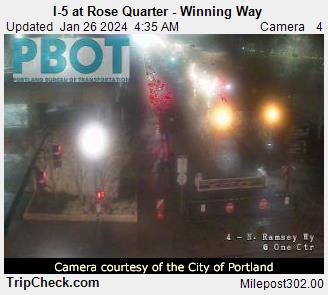 I-5 at Rose Quarter - Winning Way
Updated Jan 26 2024 4:35 AM Camera 4
PBOT
PORTLAND BUREAU OF TRANSPORTATION
4 - N. Ramsey Wy
@ One Ctr
Camera courtesy of the City of Portland
TripCheck.com Milepost302.00